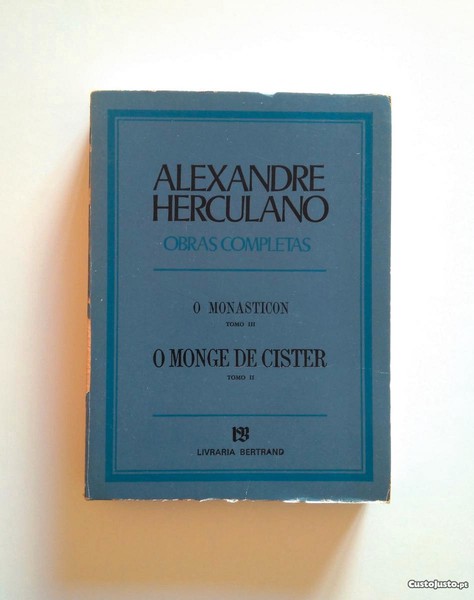 ALEXANDRE
HERCULANO
OBRAS COMPLETAS
O MONASTICON
TOMO III
O MONGE DE CISTER
TOMO II
LIVRARIA BERTRAND
CustoJusto.pt